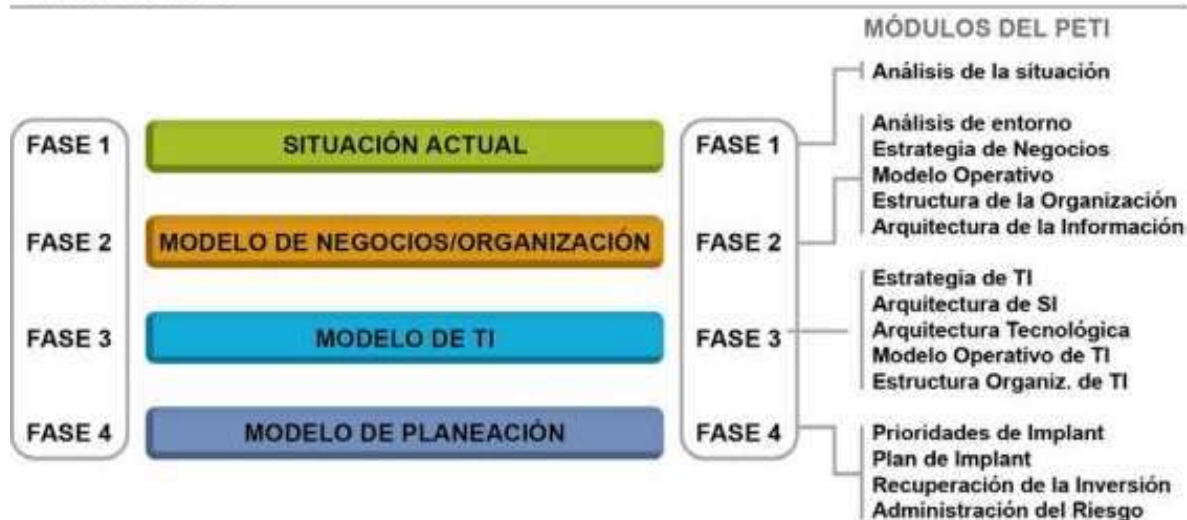 MÓDULOS DEL PETI
Análisis de la situación
FASE 1
SITUACIÓN ACTUAL
FASE 1
Análisis de entorno
Estrategia de Negocios
Modelo Operativo
Estructura de la Organización
Arquitectura de la Información
FASE 2
MODELO DE NEGOCIOS/ORGANIZACIÓN
FASE 2
Estrategia de TI
Arquitectura de SI
Arquitectura Tecnológica
Modelo Operativo de TI
Estructura Organiz. de TI
FASE 3
MODELO DE TI
FASE 3
FASE 4
MODELO DE PLANEACIÓN
FASE 4
Prioridades de Implant
Plan de Implant
Recuperación de la Inversión
Administración del Riesgo